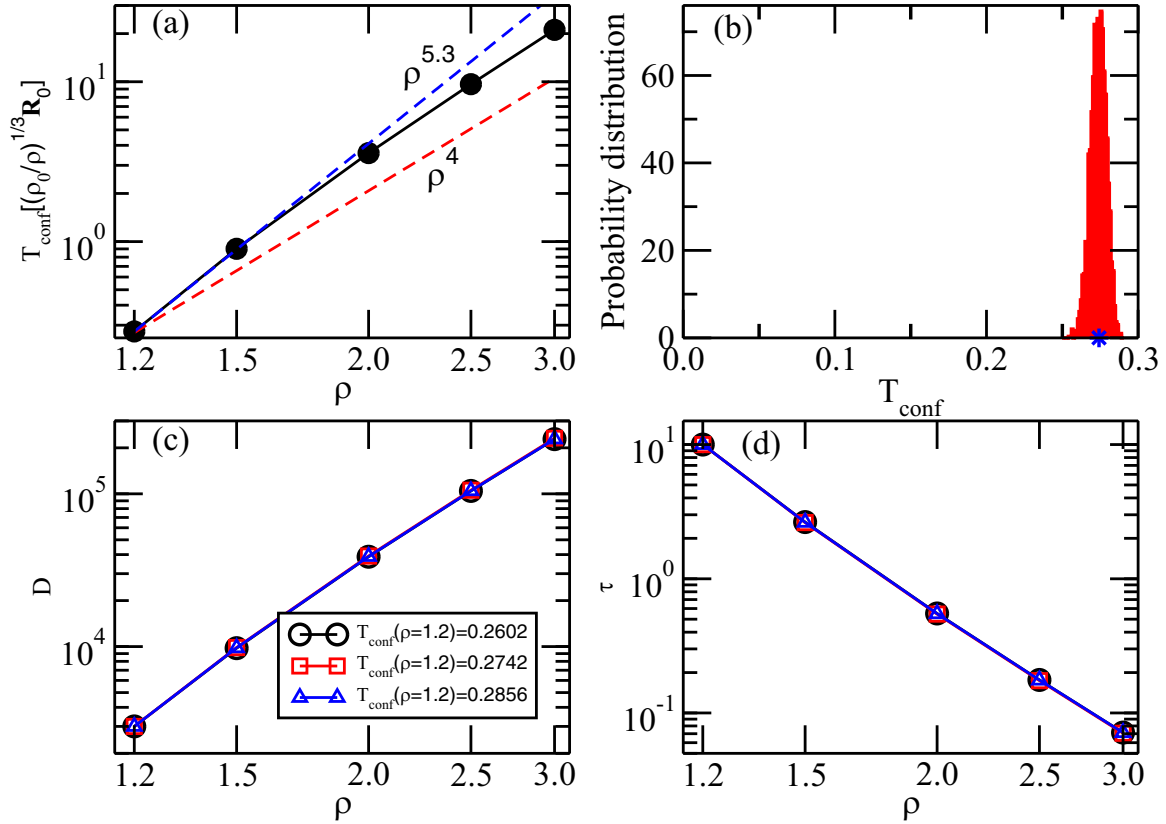 (a)
ρ^5.3
ρ^4
T_conf[(ρ_0/ρ)^1/3 R_0]
10^1
10^0
1.2 1.5 2.0 2.5 3.0
ρ
(b)
Probability distribution
60
40
20
0
0.0 0.1 0.2 0.3
T_conf
(c)
D
10^5
10^4
T_conf(ρ=1.2)=0.2602
T_conf(ρ=1.2)=0.2742
T_conf(ρ=1.2)=0.2856
1.2 1.5 2.0 2.5 3.0
ρ
(d)
τ
10^1
10^0
10^-1
1.2 1.5 2.0 2.5 3.0
ρ